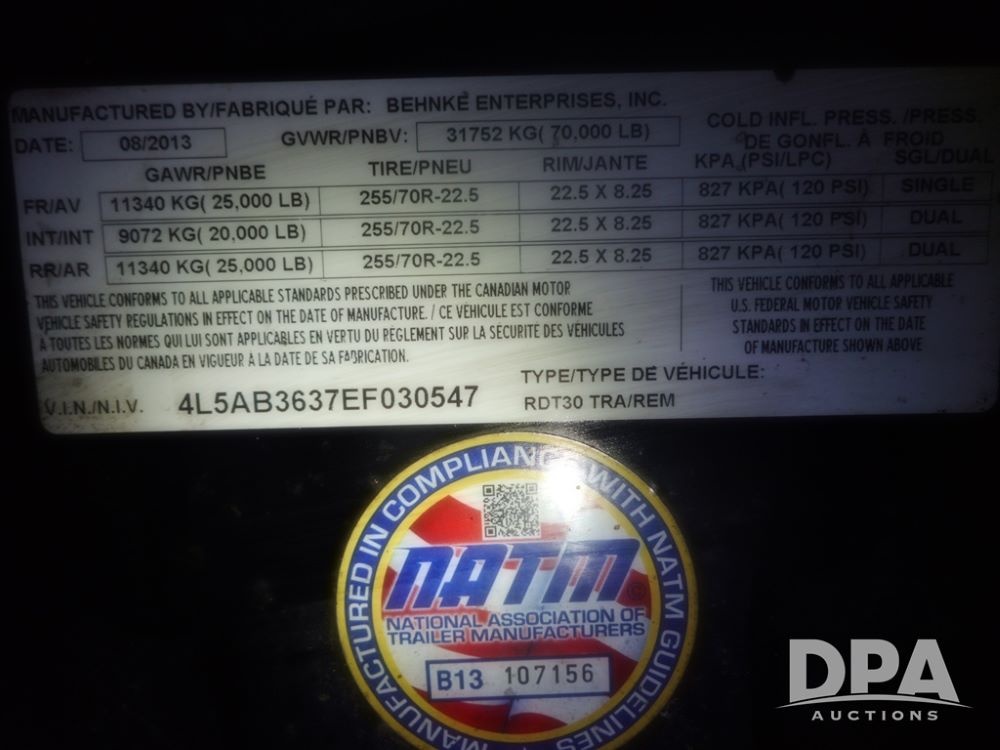 MANUFACTURED BY/FABRIQUÉ PAR: BEHNKE ENTERPRISES, INC.
DATE: 08/2013 GVWR/PNBV: 31752 KG( 70,000 LB)
COLD INFL. PRESS. /PRESS.
DE GONFL. À FROID
GAWR/PNBE TIRE/PNEU RIM/JANTE KPA (PSI/LPC) SGL/DUAL
FR/AV 11340 KG( 25,000 LB) 255/70R-22.5 22.5 X 8.25 827 KPA( 120 PSI) SINGLE
INT/INT 9072 KG( 20,000 LB) 255/70R-22.5 22.5 X 8.25 827 KPA( 120 PSI) DUAL
RR/AR 11340 KG( 25,000 LB) 255/70R-22.5 22.5 X 8.25 827 KPA( 120 PSI) DUAL
THIS VEHICLE CONFORMS TO ALL APPLICABLE STANDARDS PRESCRIBED UNDER THE CANADIAN MOTOR
VEHICLE SAFETY REGULATIONS IN EFFECT ON THE DATE OF MANUFACTURE. / CE VÉHICULE EST CONFORME
À TOUTES LES NORMES QUI LUI SONT APPLICABLES EN VERTU DU RÈGLEMENT SUR LA SÉCURITÉ DES VÉHICULES
AUTOMOBILES DU CANADA EN VIGUEUR À LA DATE DE SA FABRICATION.
THIS VEHICLE CONFORMS TO ALL APPLICABLE
U.S. FEDERAL MOTOR VEHICLE SAFETY
STANDARDS IN EFFECT ON THE DATE
OF MANUFACTURE SHOWN ABOVE
V.I.N./N.I.V. 4L5AB3637EF030547
TYPE/TYPE DE VÉHICULE:
RDT30 TRA/REM
MANUFACTURED IN COMPLIANCE WITH NATM GUIDELINES
NATM
NATIONAL ASSOCIATION OF
TRAILER MANUFACTURERS
B13 107156
DPA
AUCTIONS